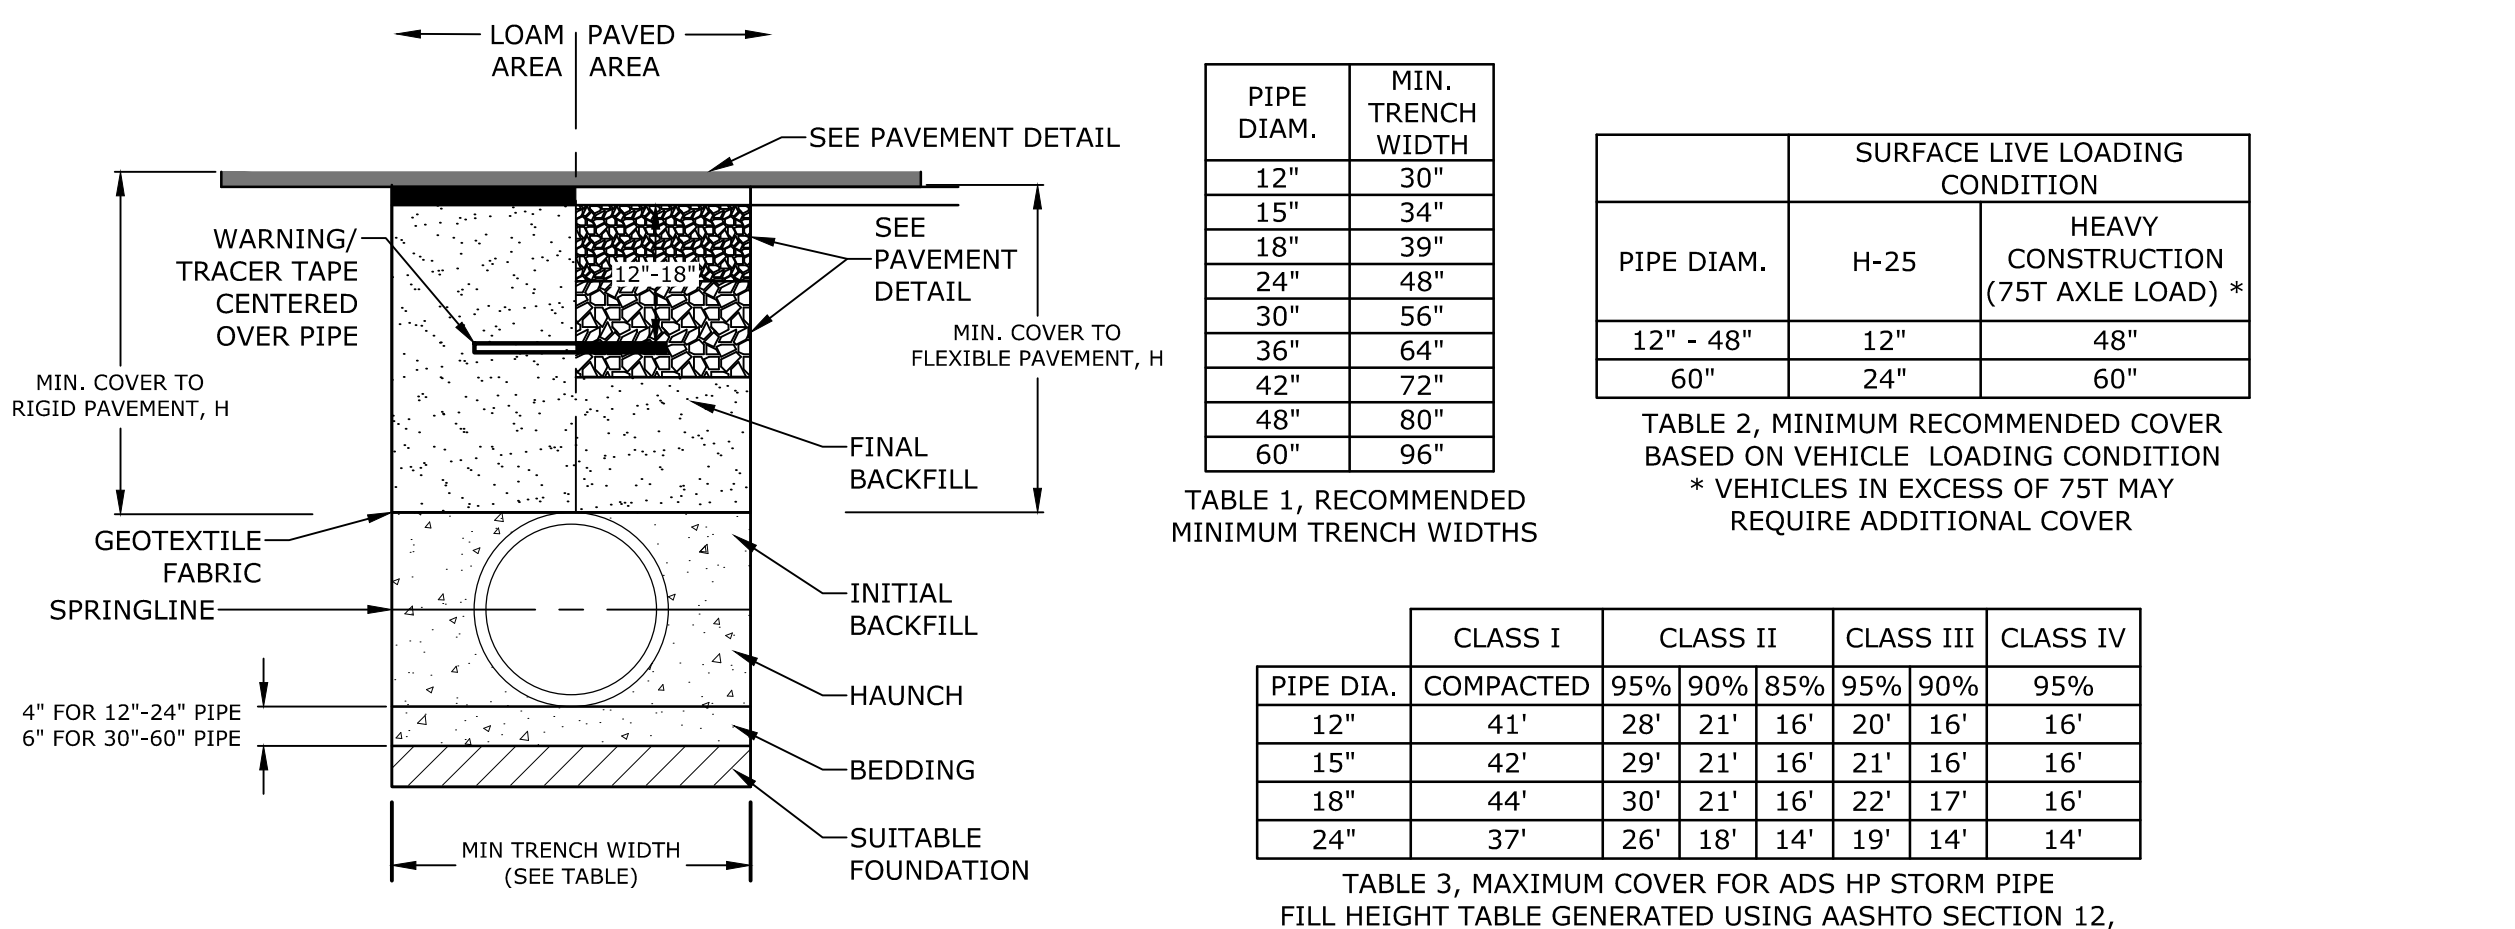 LOAM AREA
PAVED AREA
SEE PAVEMENT DETAIL
WARNING/
TRACER TAPE
CENTERED
OVER PIPE
12"-18"
SEE
PAVEMENT
DETAIL
MIN. COVER TO
FLEXIBLE PAVEMENT, H
MIN. COVER TO
RIGID PAVEMENT, H
FINAL
BACKFILL
GEOTEXTILE
FABRIC
SPRINGLINE
INITIAL
BACKFILL
HAUNCH
4" FOR 12"-24" PIPE
6" FOR 30"-60" PIPE
BEDDING
SUITABLE
FOUNDATION
MIN TRENCH WIDTH
(SEE TABLE)
PIPE
DIAM.
MIN.
TRENCH
WIDTH
12" 30"
15" 34"
18" 39"
24" 48"
30" 56"
36" 64"
42" 72"
48" 80"
60" 96"
TABLE 1, RECOMMENDED
MINIMUM TRENCH WIDTHS
SURFACE LIVE LOADING
CONDITION
PIPE DIAM.
H-25
HEAVY
CONSTRUCTION
(75T AXLE LOAD) *
12" - 48" 12" 48"
60" 24" 60"
TABLE 2, MINIMUM RECOMMENDED COVER
BASED ON VEHICLE LOADING CONDITION
* VEHICLES IN EXCESS OF 75T MAY
REQUIRE ADDITIONAL COVER
CLASS I CLASS II CLASS III CLASS IV
PIPE DIA. COMPACTED 95% 90% 85% 95% 90% 95%
12" 41' 28' 21' 16' 20' 16' 16'
15" 42' 29' 21' 16' 21' 16' 16'
18" 44' 30' 21' 16' 22' 17' 16'
24" 37' 26' 18' 14' 19' 14' 14'
TABLE 3, MAXIMUM COVER FOR ADS HP STORM PIPE
FILL HEIGHT TABLE GENERATED USING AASHTO SECTION 12,